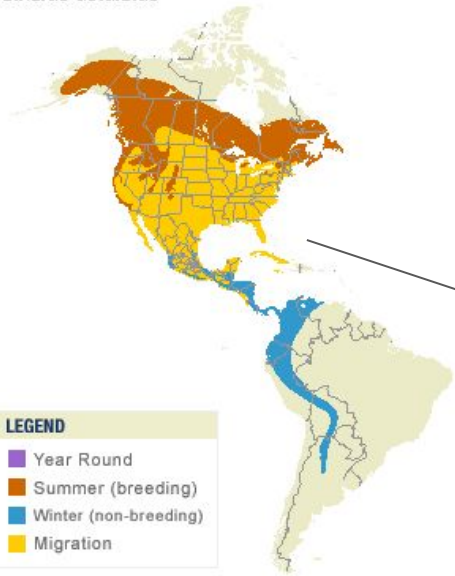 LEGEND
Year Round
Summer (breeding)
Winter (non-breeding)
Migration